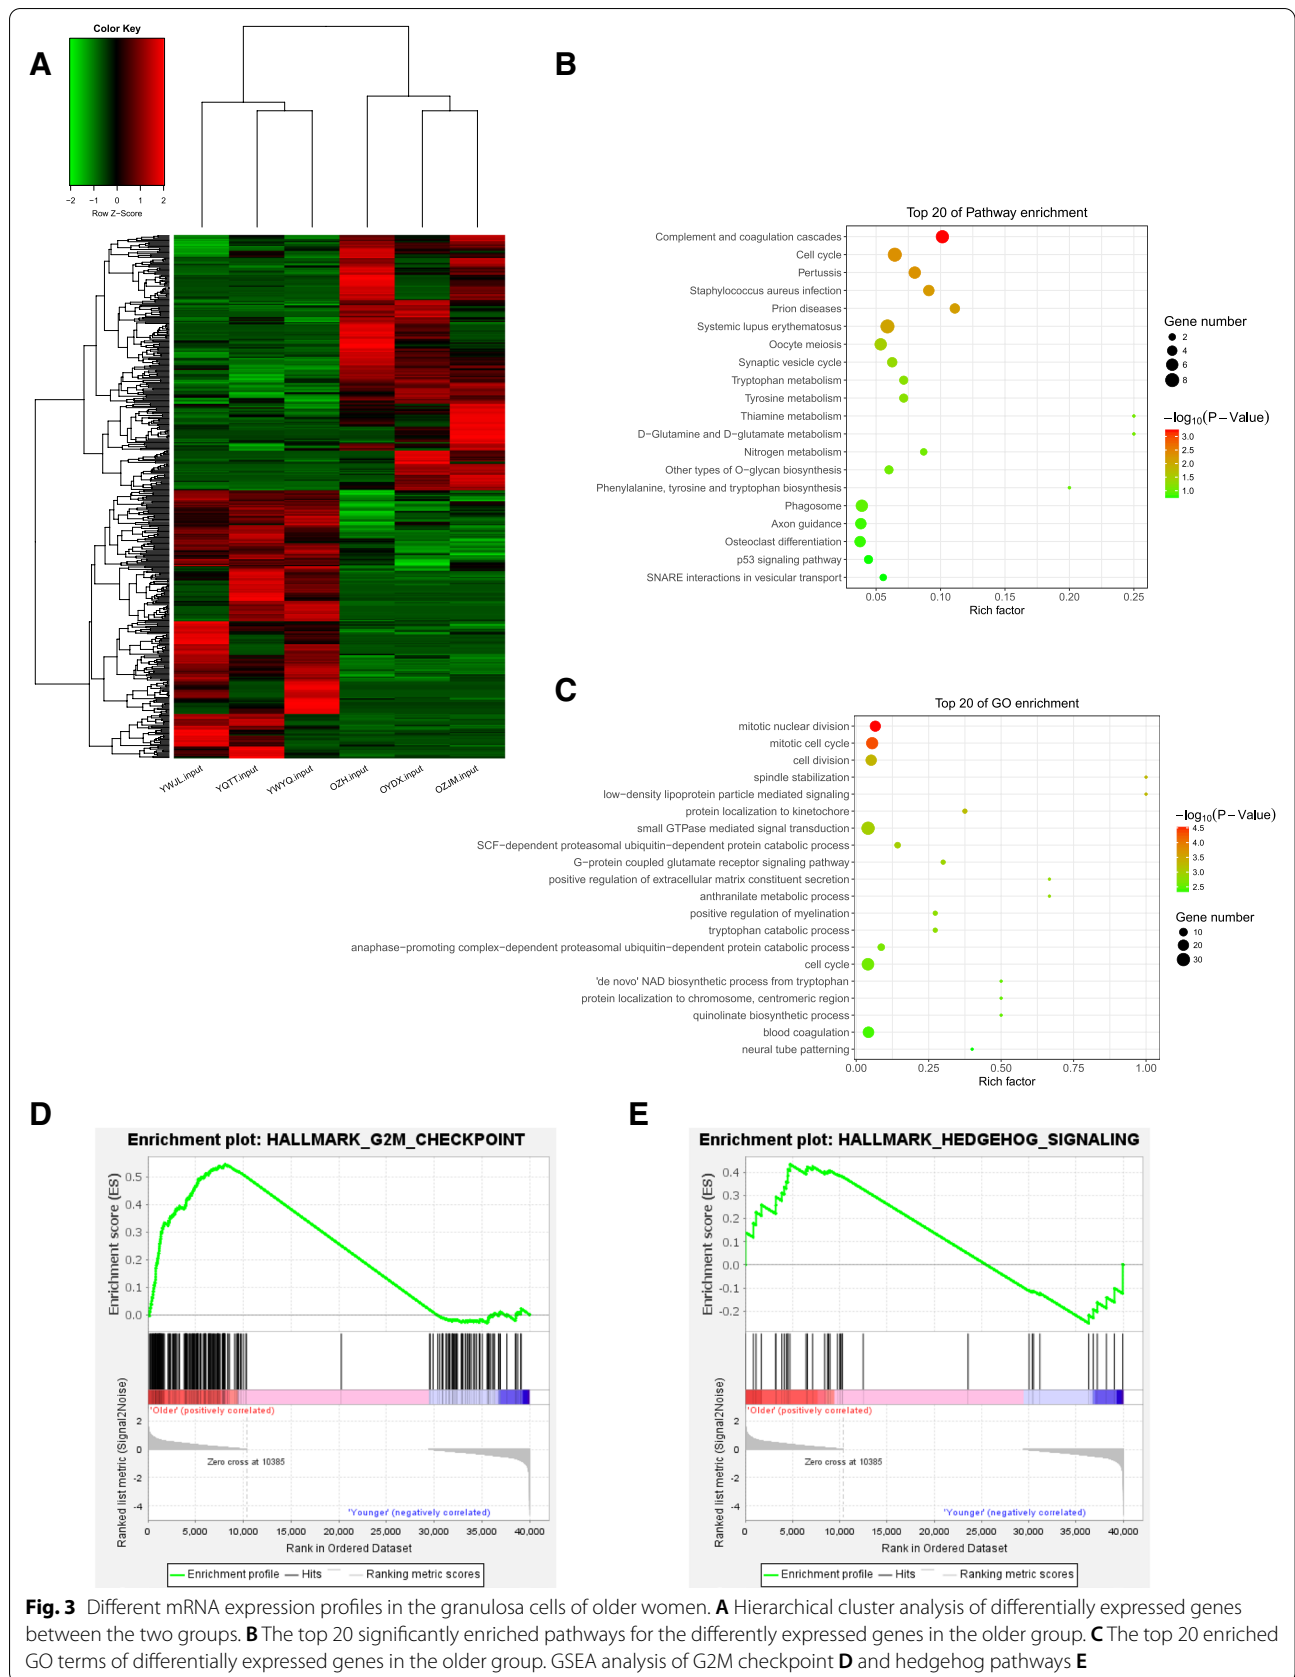 A
Color Key
−2 −1 0 1 2
Row Z−Score
YWJL.input YQTT.input YWYQ.input OZH.input OYDX.input OZJM.input
B
Top 20 of Pathway enrichment
Complement and coagulation cascades
Cell cycle
Pertussis
Staphylococcus aureus infection
Prion diseases
Systemic lupus erythematosus
Oocyte meiosis
Synaptic vesicle cycle
Tryptophan metabolism
Tyrosine metabolism
Thiamine metabolism
D−Glutamine and D−glutamate metabolism
Nitrogen metabolism
Other types of O−glycan biosynthesis
Phenylalanine, tyrosine and tryptophan biosynthesis
Phagosome
Axon guidance
Osteoclast differentiation
p53 signaling pathway
SNARE interactions in vesicular transport
0.05 0.10 0.15 0.20 0.25
Rich factor
Gene number
2
4
6
8
−log10(P−Value)
3.0
2.5
2.0
1.5
1.0
C
Top 20 of GO enrichment
mitotic nuclear division
mitotic cell cycle
cell division
spindle stabilization
low−density lipoprotein particle mediated signaling
protein localization to kinetochore
small GTPase mediated signal transduction
SCF−dependent proteasomal ubiquitin−dependent protein catabolic process
G−protein coupled glutamate receptor signaling pathway
positive regulation of extracellular matrix constituent secretion
anthranilate metabolic process
positive regulation of myelination
tryptophan catabolic process
anaphase−promoting complex−dependent proteasomal ubiquitin−dependent protein catabolic process
cell cycle
'de novo' NAD biosynthetic process from tryptophan
protein localization to chromosome, centromeric region
quinolinate biosynthetic process
blood coagulation
neural tube patterning
0.00 0.25 0.50 0.75 1.00
Rich factor
−log10(P−Value)
4.5
4.0
3.5
3.0
2.5
Gene number
10
20
30
D
Enrichment plot: HALLMARK_G2M_CHECKPOINT
Enrichment score (ES)
0.5
0.4
0.3
0.2
0.1
0.0
'Older' (positively correlated)
Ranked list metric (Signal2Noise)
2
0
-2
-4
Zero cross at 10385
'Younger' (negatively correlated)
0 5,000 10,000 15,000 20,000 25,000 30,000 35,000 40,000
Rank in Ordered Dataset
Enrichment profile Hits Ranking metric scores
E
Enrichment plot: HALLMARK_HEDGEHOG_SIGNALING
Enrichment score (ES)
0.4
0.3
0.2
0.1
0.0
-0.1
-0.2
'Older' (positively correlated)
Ranked list metric (Signal2Noise)
2
0
-2
-4
Zero cross at 10385
'Younger' (negatively correlated)
0 5,000 10,000 15,000 20,000 25,000 30,000 35,000 40,000
Rank in Ordered Dataset
Enrichment profile Hits Ranking metric scores
Fig. 3 Different mRNA expression profiles in the granulosa cells of older women. A Hierarchical cluster analysis of differentially expressed genes
between the two groups. B The top 20 significantly enriched pathways for the differently expressed genes in the older group. C The top 20 enriched
GO terms of differentially expressed genes in the older group. GSEA analysis of G2M checkpoint D and hedgehog pathways E